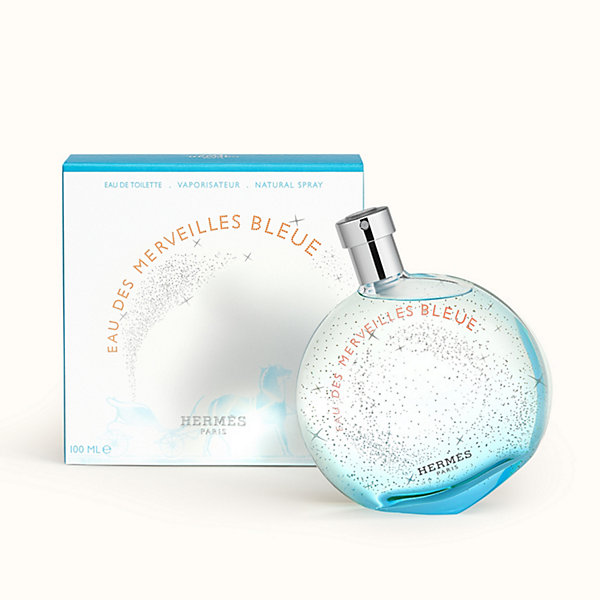 EAU DE TOILETTE . VAPORISATEUR . NATURAL SPRAY
EAU DES MERVEILLES BLEUE
HERMÈS
PARIS
100 ML℮
EAU DES MERVEILLES BLEUE
HERMÈS
PARIS